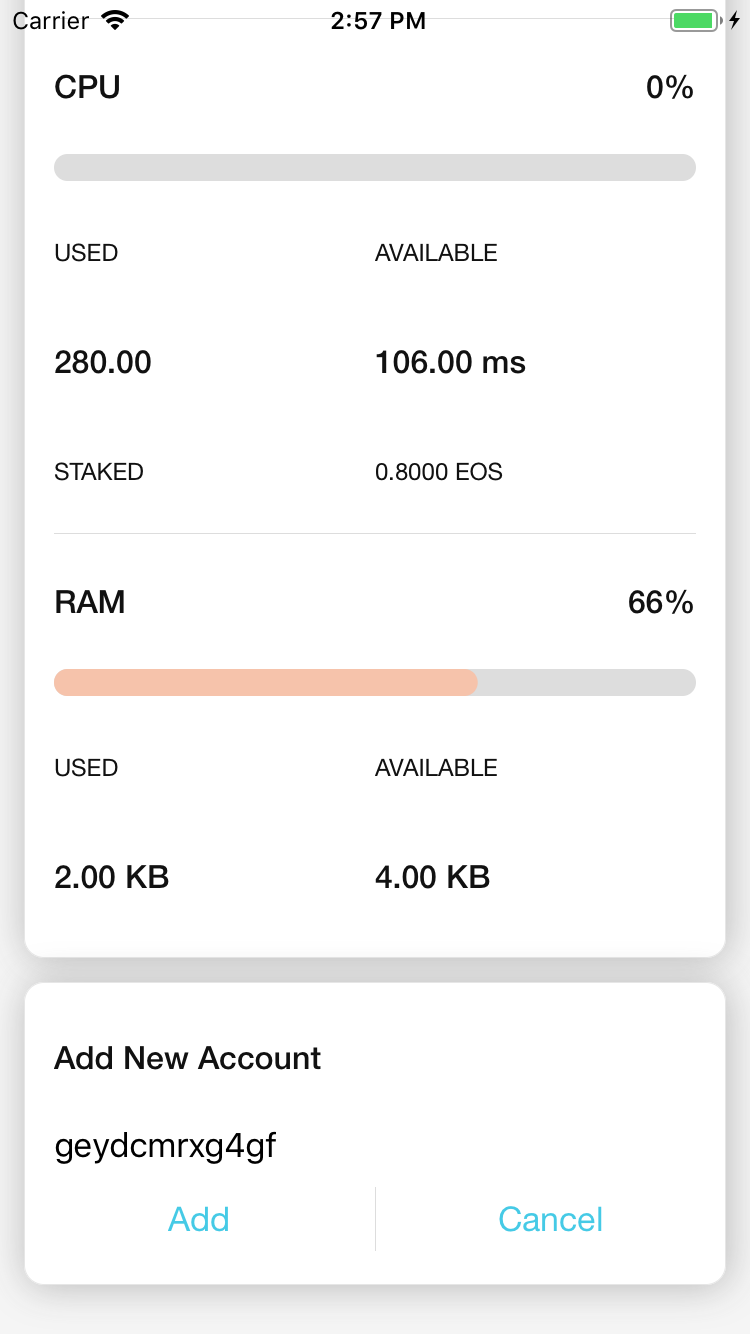 Carrier 2:57 PM
CPU 0%
USED AVAILABLE
280.00 106.00 ms
STAKED 0.8000 EOS
RAM 66%
USED AVAILABLE
2.00 KB 4.00 KB
Add New Account
geydcmrxg4gf
Add Cancel